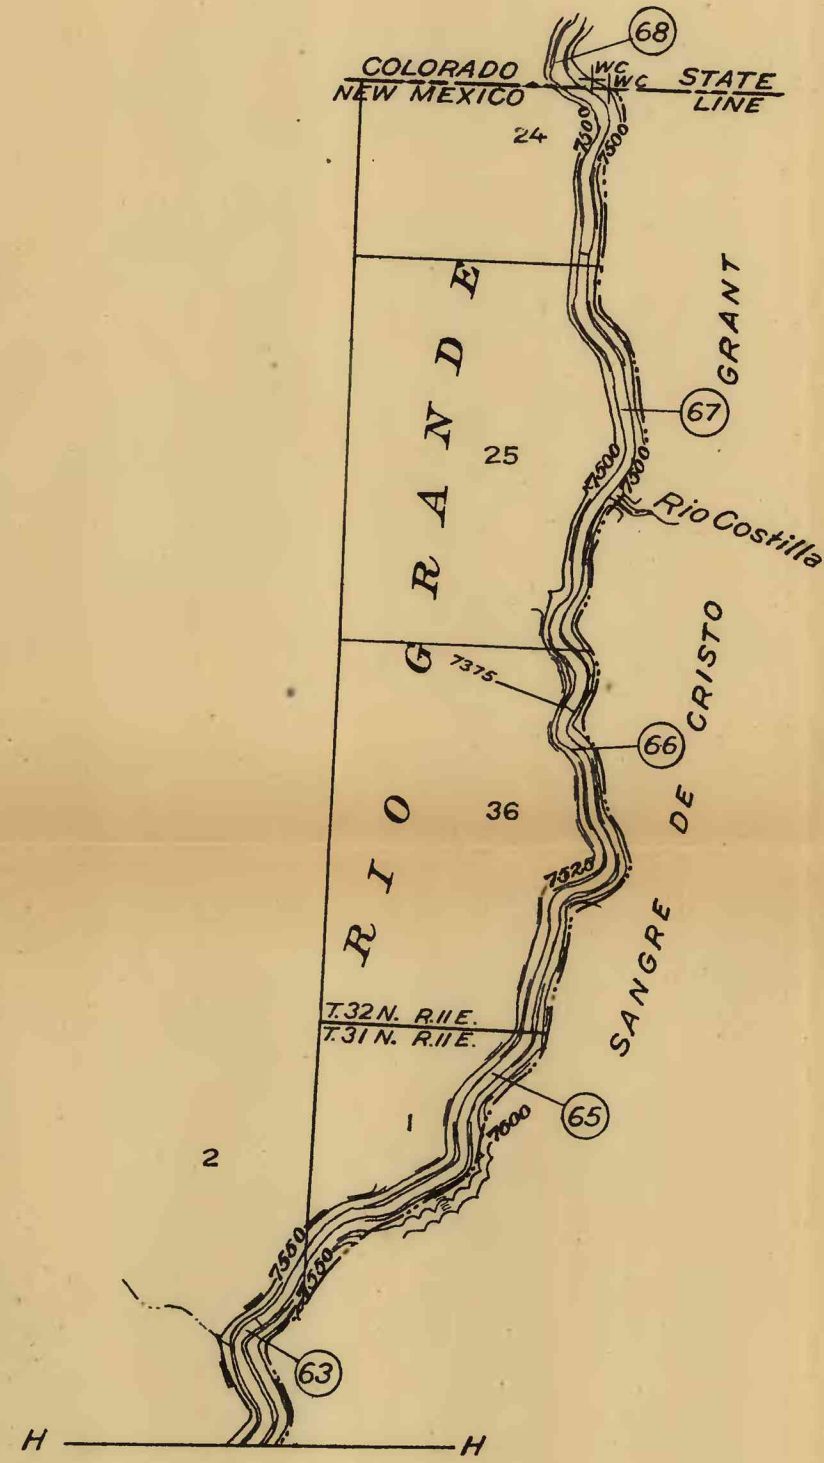 68
COLORADO
WC
WC
STATE
NEW MEXICO
LINE
24
7500
7500
RIO GRANDE
SANGRE DE CRISTO GRANT
67
25
7500
7500
Rio Costilla
7375
66
36
7525
T.32N. R.11E.
T.31N. R.11E.
65
1
7600
2
7550
7550
63
H H